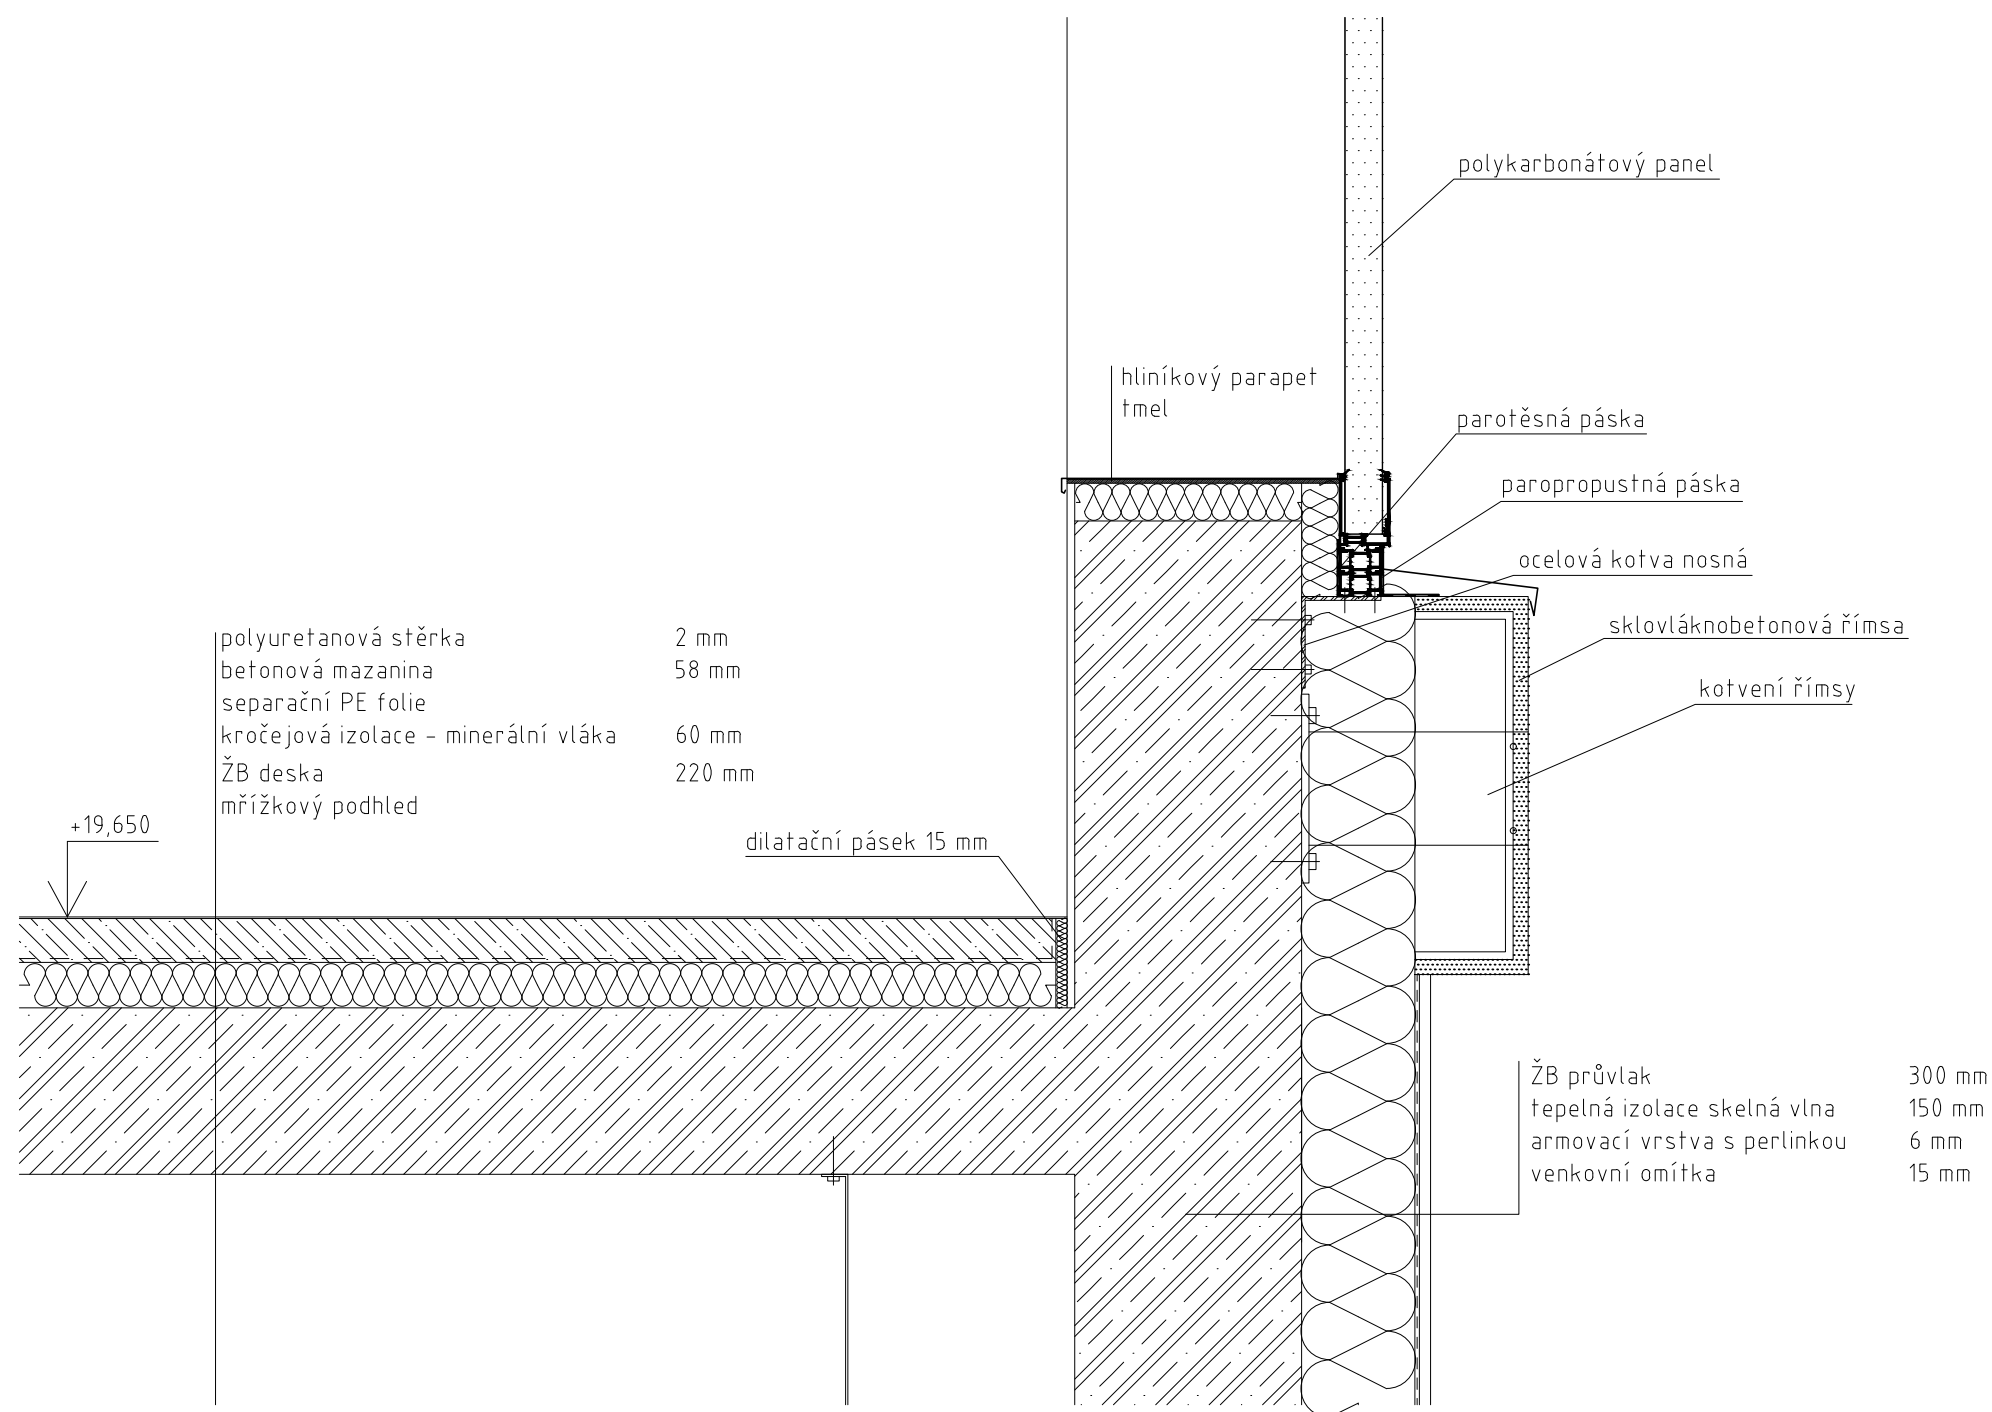 polykarbonátový panel
hliníkový parapet
tmel
parotěsná páska
paropropustná páska
ocelová kotva nosná
sklovláknobetonová římsa
kotvení římsy
polyuretanová stěrka 2 mm
betonová mazanina 58 mm
separační PE folie
kročejová izolace - minerální vláka 60 mm
ŽB deska 220 mm
mřížkový podhled
+19,650
dilatační pásek 15 mm
ŽB průvlak 300 mm
tepelná izolace skelná vlna 150 mm
armovací vrstva s perlinkou 6 mm
venkovní omítka 15 mm